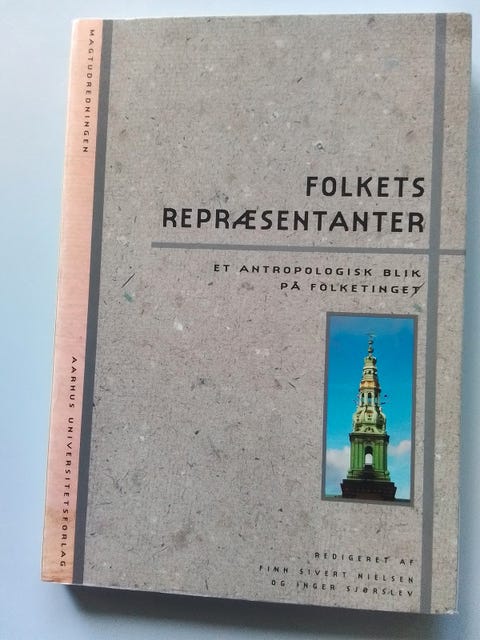 MAGTUDREDNINGEN
FOLKETS
REPRÆSENTANTER
ET ANTROPOLOGISK BLIK
PÅ FOLKETINGET
AARHUS UNIVERSITETSFORLAG
REDIGERET AF
FINN SIVERT NIELSEN
OG INGER SJØRSLEV